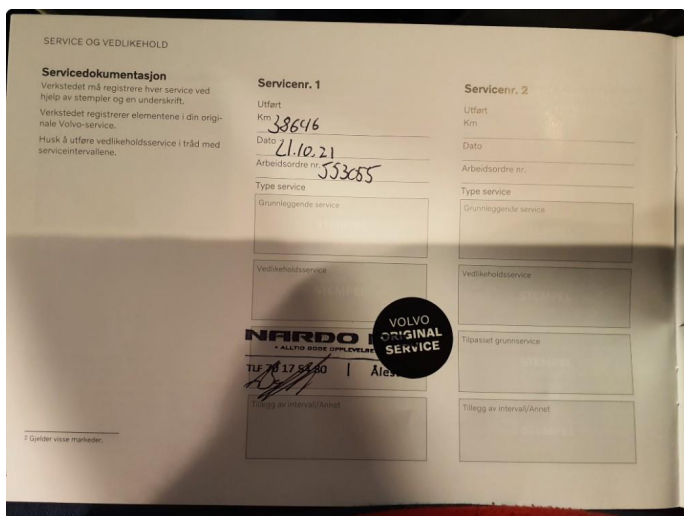 SERVICE OG VEDLIKEHOLD
Servicedokumentasjon
Verkstedet må registrere hver service ved
hjelp av stempler og en underskrift.
Verkstedet registrerer elementene i din origi-
nale Volvo-service.
Husk å utføre vedlikeholdsservice i tråd med
serviceintervallene.
Servicenr. 1
Utført
Km 38646
Dato 21.10.21
Arbeidsordre nr. 553055
Type service
Grunnleggende service
Vedlikeholdsservice
NARDO
• ALLTID GODE OPPLEVELSE
TLF 70 17 54 80 | Åles
VOLVO
ORIGINAL
SERVICE
Tillegg av intervall/Annet
Servicenr. 2
Utført
Km
Dato
Arbeidsordre nr.
Type service
Grunnleggende service
Vedlikeholdsservice
Tilpasset grunnservice
Tillegg av intervall/Annet
Gjelder visse markeder.